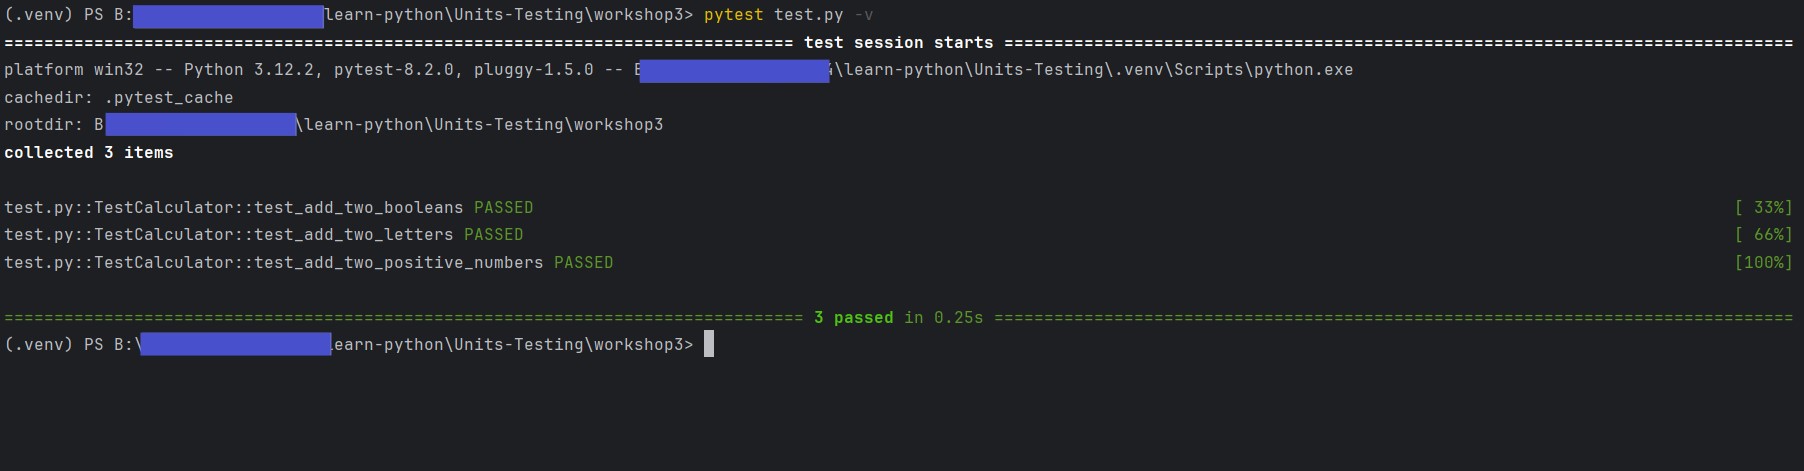 (.venv) PS B: learn-python\Units-Testing\workshop3> pytest test.py -v
=============================================================================== test session starts ===============================================================================
platform win32 -- Python 3.12.2, pytest-8.2.0, pluggy-1.5.0 -- \learn-python\Units-Testing\.venv\Scripts\python.exe
cachedir: .pytest_cache
rootdir: B \learn-python\Units-Testing\workshop3
collected 3 items
test.py::TestCalculator::test_add_two_booleans PASSED [ 33%]
test.py::TestCalculator::test_add_two_letters PASSED [ 66%]
test.py::TestCalculator::test_add_two_positive_numbers PASSED [100%]
================================================================================ 3 passed in 0.25s ================================================================================
(.venv) PS B:\ earn-python\Units-Testing\workshop3>